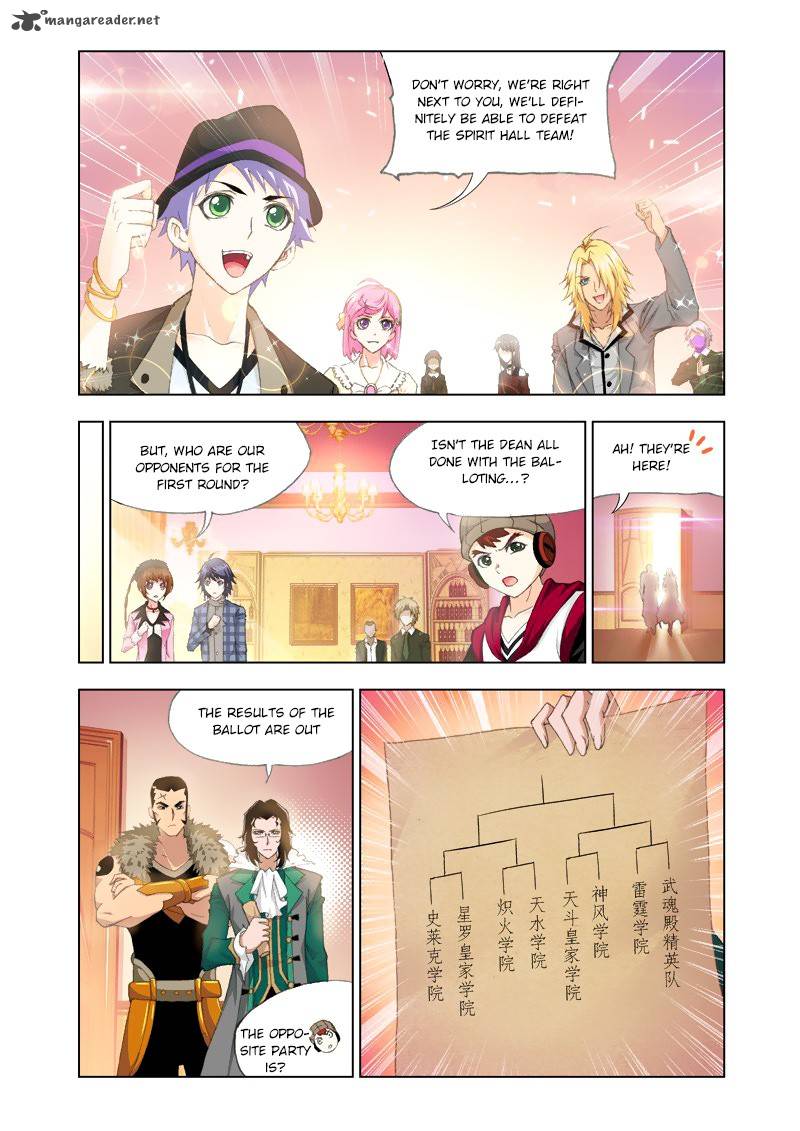 mangareader.net
DON'T WORRY, WE'RE RIGHT
NEXT TO YOU, WE'LL DEFI-
NITELY BE ABLE TO DEFEAT
THE SPIRIT HALL TEAM!
BUT, WHO ARE OUR
OPPONENTS FOR THE
FIRST ROUND?
ISN'T THE DEAN ALL
DONE WITH THE BAL-
LOTING...?
AH! THEY'RE
HERE!
THE RESULTS OF THE
BALLOT ARE OUT
THE OPPO-
SITE PARTY
IS?
史莱克学院
星罗皇家学院
炽火学院
天水学院
天斗皇家学院
神风学院
雷霆学院
武魂殿精英队